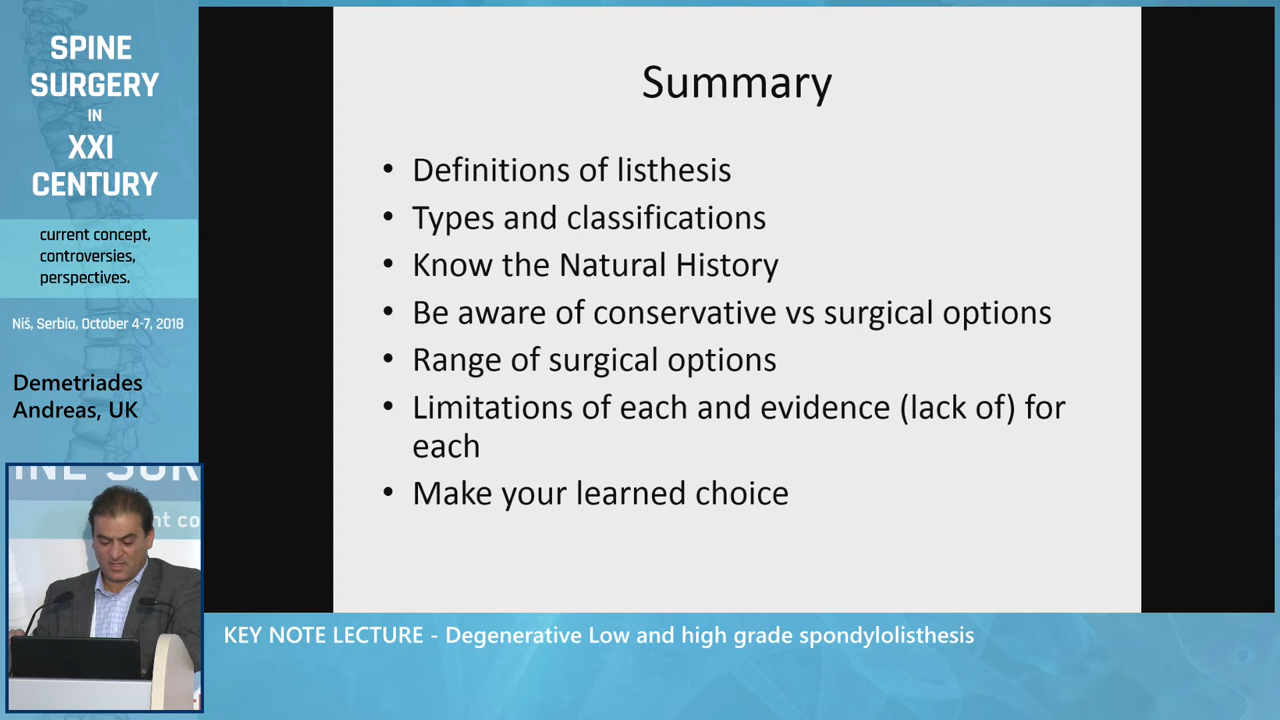 SPINE
SURGERY
IN
XXI
CENTURY
current concept,
controversies,
perspectives.
Niš, Serbia, October 4-7, 2018
Demetriades
Andreas, UK
Summary
• Definitions of listhesis
• Types and classifications
• Know the Natural History
• Be aware of conservative vs surgical options
• Range of surgical options
• Limitations of each and evidence (lack of) for
each
• Make your learned choice
KEY NOTE LECTURE - Degenerative Low and high grade spondylolisthesis